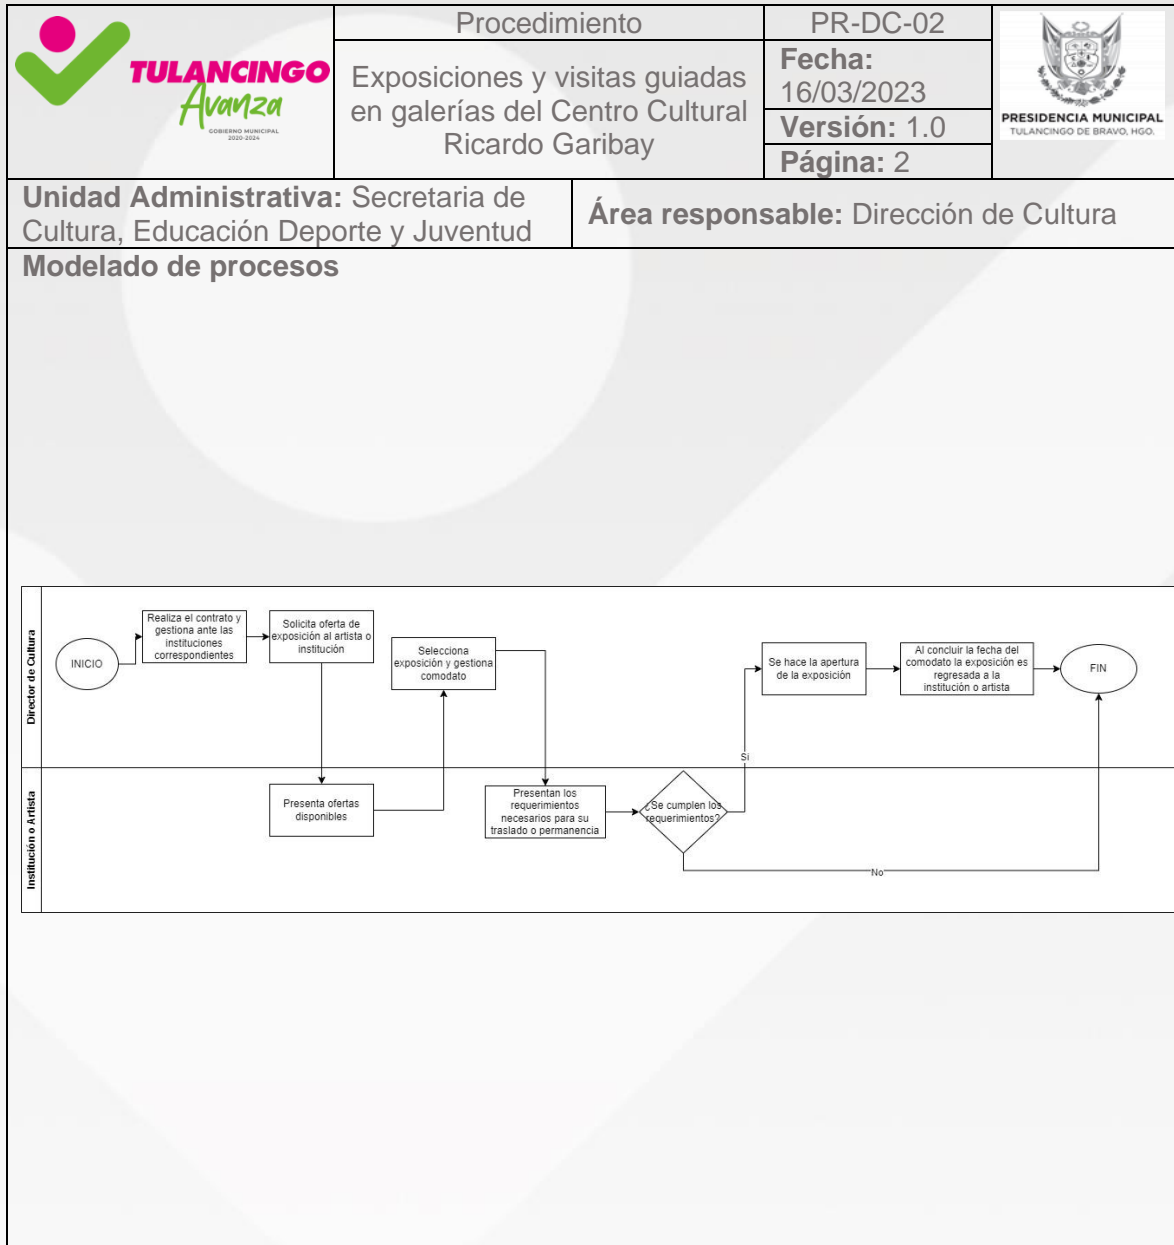 TULANCINGO
Avanza
GOBIERNO MUNICIPAL
2020-2024
Procedimiento
Exposiciones y visitas guiadas
en galerías del Centro Cultural
Ricardo Garibay
PR-DC-02
Fecha:
16/03/2023
Versión: 1.0
Página: 2
PRESIDENCIA MUNICIPAL
TULANCINGO DE BRAVO, HGO.
Unidad Administrativa: Secretaria de
Cultura, Educación Deporte y Juventud
Área responsable: Dirección de Cultura
Modelado de procesos
Director de Cultura
INICIO
Realiza el contrato y
gestiona ante las
instituciones
correspondientes
Solicita oferta de
exposición al artista o
institución
Selecciona
exposición y gestiona
comodato
Se hace la apertura
de la exposición
Al concluir la fecha del
comodato la exposición es
regresada a la
institución o artista
FIN
Si
Institución o Artista
Presenta ofertas
disponibles
Presentan los
requerimientos
necesarios para su
traslado o permanencia
¿Se cumplen los
requerimientos?
No